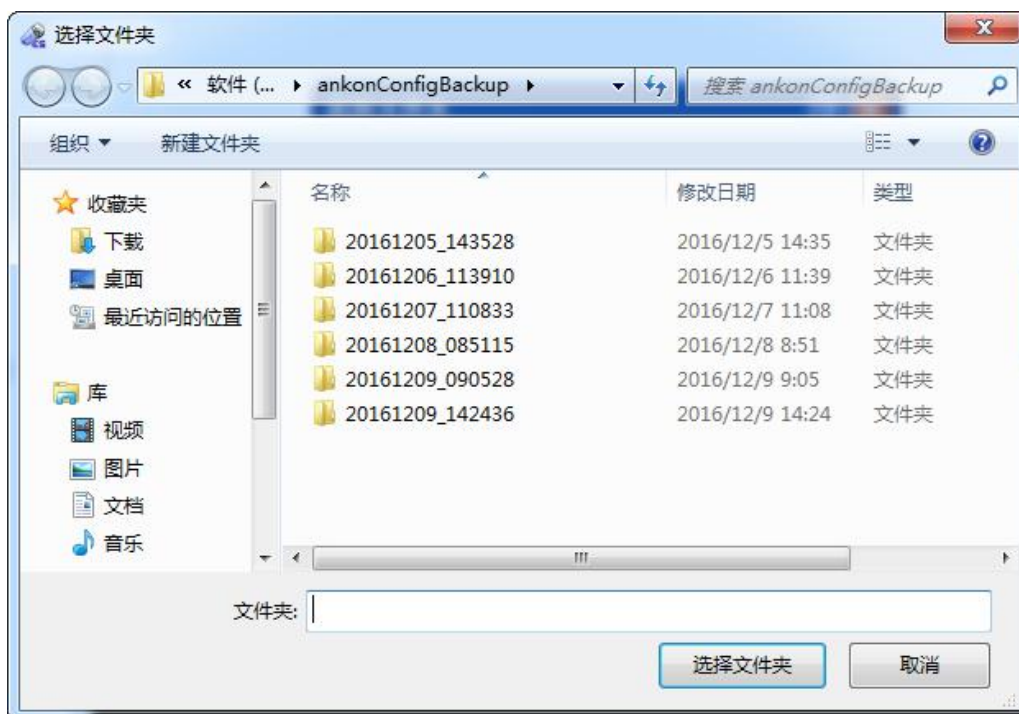 选择文件夹
« 软件 (... ▸ ankonConfigBackup ▸ 搜索 ankonConfigBackup
组织 新建文件夹
名称 修改日期 类型
收藏夹
下载
桌面
最近访问的位置
库
视频
图片
文档
音乐
20161205_143528 2016/12/5 14:35 文件夹
20161206_113910 2016/12/6 11:39 文件夹
20161207_110833 2016/12/7 11:08 文件夹
20161208_085115 2016/12/8 8:51 文件夹
20161209_090528 2016/12/9 9:05 文件夹
20161209_142436 2016/12/9 14:24 文件夹
文件夹:
选择文件夹 取消